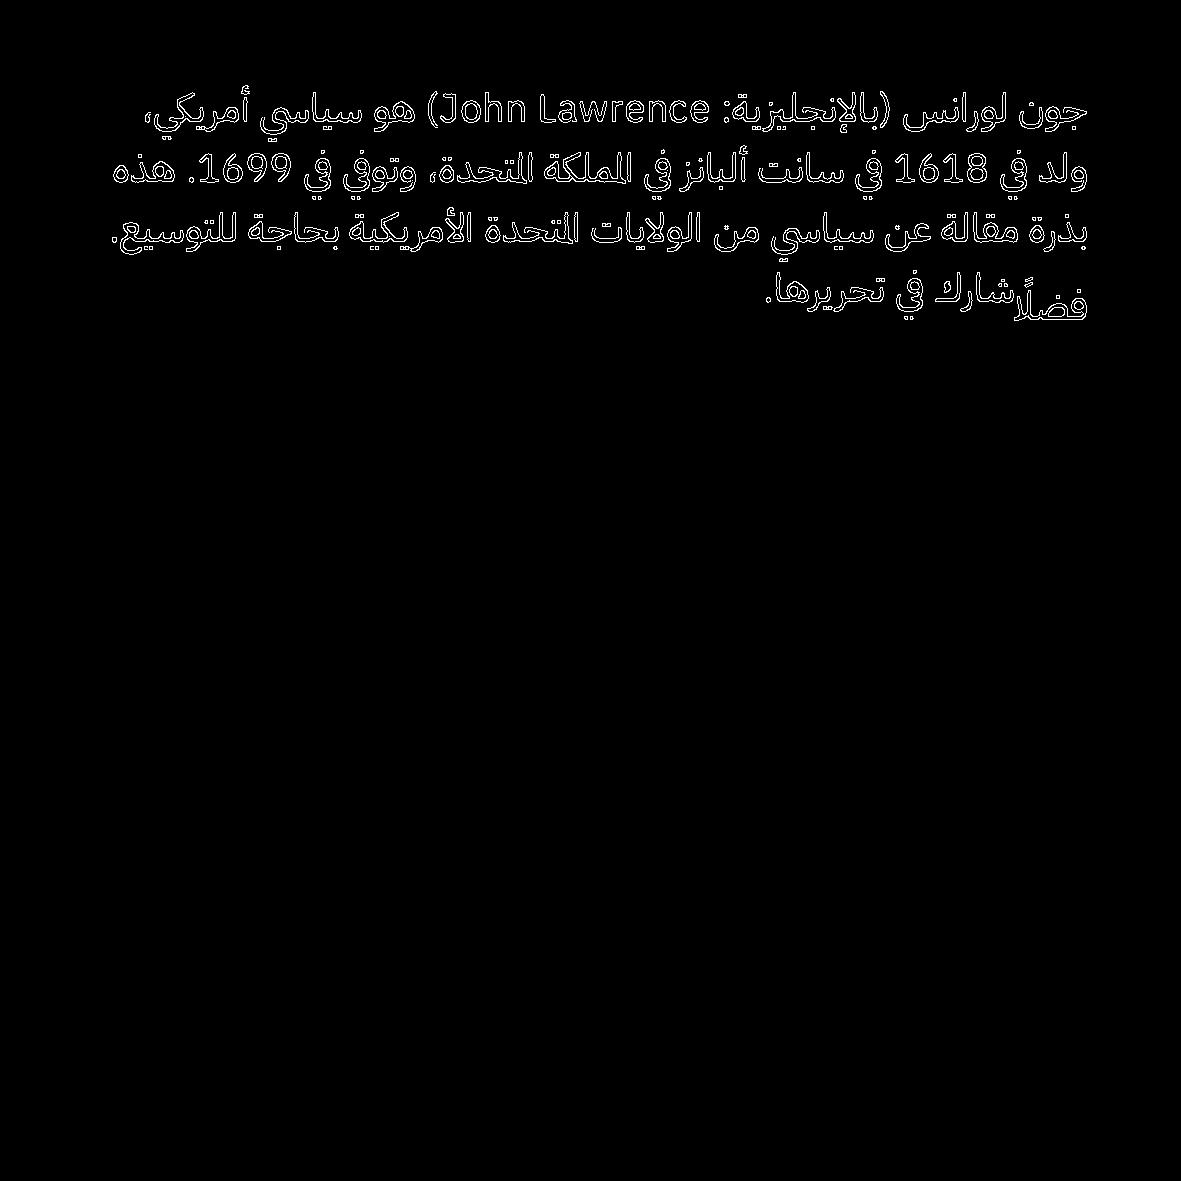 جون لورانس (بالإنجليزية: John Lawrence) هو سياسي أمريكي،
ولد في 1618 في سانت ألبانز في المملكة المتحدة، وتوفي في 1699. هذه
بذرة مقالة عن سياسي من الولايات المتحدة الأمريكية بحاجة للتوسيع.
فضلًا شارك في تحريرها.